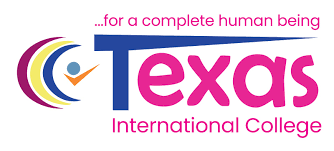 ...for a complete human being
Texas
International College